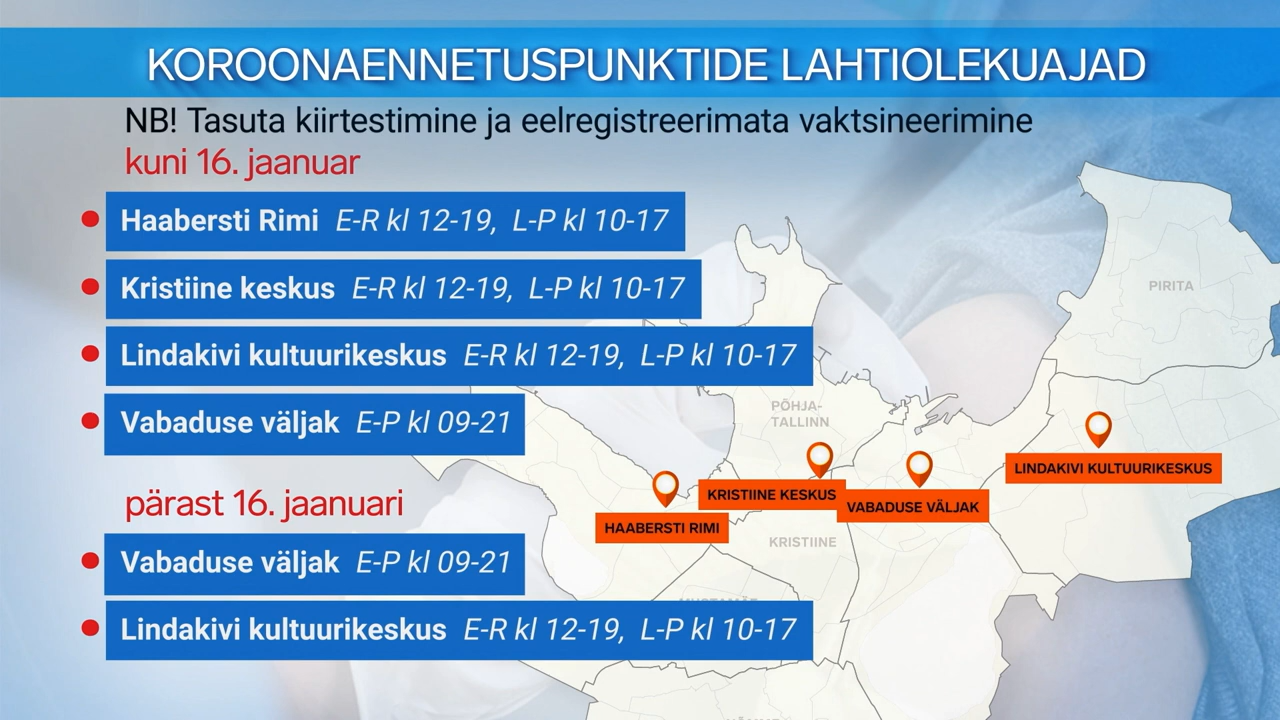 KOROONAENNETUSPUNKTIDE LAHTIOLEKUAJAD
NB! Tasuta kiirtestimine ja eelregistreerimata vaktsineerimine
kuni 16. jaanuar
Haabersti Rimi E-R kl 12-19, L-P kl 10-17
Kristiine keskus E-R kl 12-19, L-P kl 10-17
Lindakivi kultuurikeskus E-R kl 12-19, L-P kl 10-17
Vabaduse väljak E-P kl 09-21
pärast 16. jaanuari
Vabaduse väljak E-P kl 09-21
Lindakivi kultuurikeskus E-R kl 12-19, L-P kl 10-17
PIRITA
PÕHJA-
TALLINN
LINDAKIVI KULTUURIKESKUS
KRISTIINE KESKUS
VABADUSE VÄLJAK
HAABERSTI RIMI
KRISTIINE